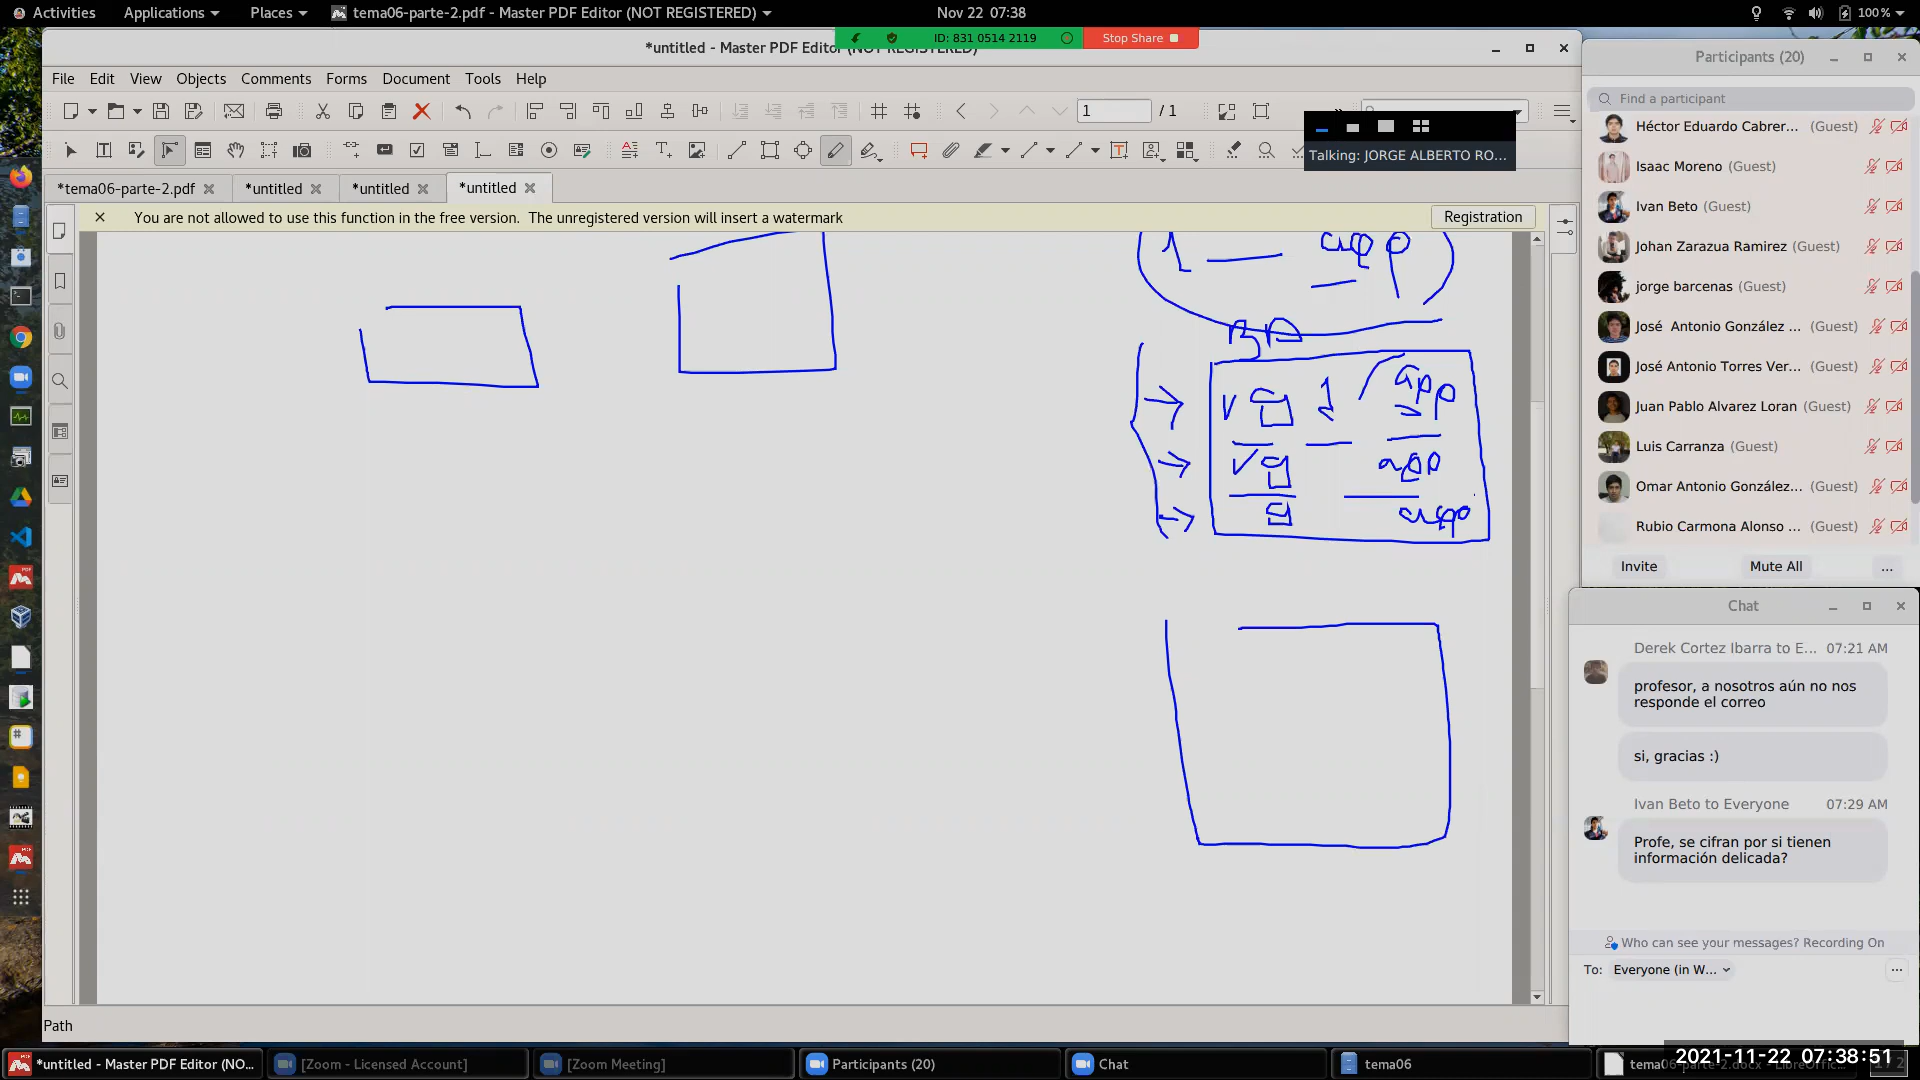 Activities Applications Places tema06-parte-2.pdf - Master PDF Editor (NOT REGISTERED) Nov 22 07:38 100%
*untitled - Master PDF Editor (NOT REGISTERED)
ID: 831 0514 2119 Stop Share
File Edit View Objects Comments Forms Document Tools Help
1 / 1
Talking: JORGE ALBERTO RO...
*tema06-parte-2.pdf *untitled *untitled *untitled
You are not allowed to use this function in the free version. The unregistered version will insert a watermark Registration
app
BD
app
app
app
Path
Participants (20)
Find a participant
Héctor Eduardo Cabrer... (Guest)
Isaac Moreno (Guest)
Ivan Beto (Guest)
Johan Zarazua Ramirez (Guest)
jorge barcenas (Guest)
José Antonio González ... (Guest)
José Antonio Torres Ver... (Guest)
Juan Pablo Alvarez Loran (Guest)
Luis Carranza (Guest)
Omar Antonio González... (Guest)
Rubio Carmona Alonso ... (Guest)
Invite Mute All ...
Chat
Derek Cortez Ibarra to E... 07:21 AM
profesor, a nosotros aún no nos
responde el correo
si, gracias :)
Ivan Beto to Everyone 07:29 AM
Profe, se cifran por si tienen
información delicada?
Who can see your messages? Recording On
To: Everyone (in W...
*untitled - Master PDF Editor (NO... [Zoom - Licensed Account] [Zoom Meeting] Participants (20) Chat tema06
2021-11-22 07:38:51